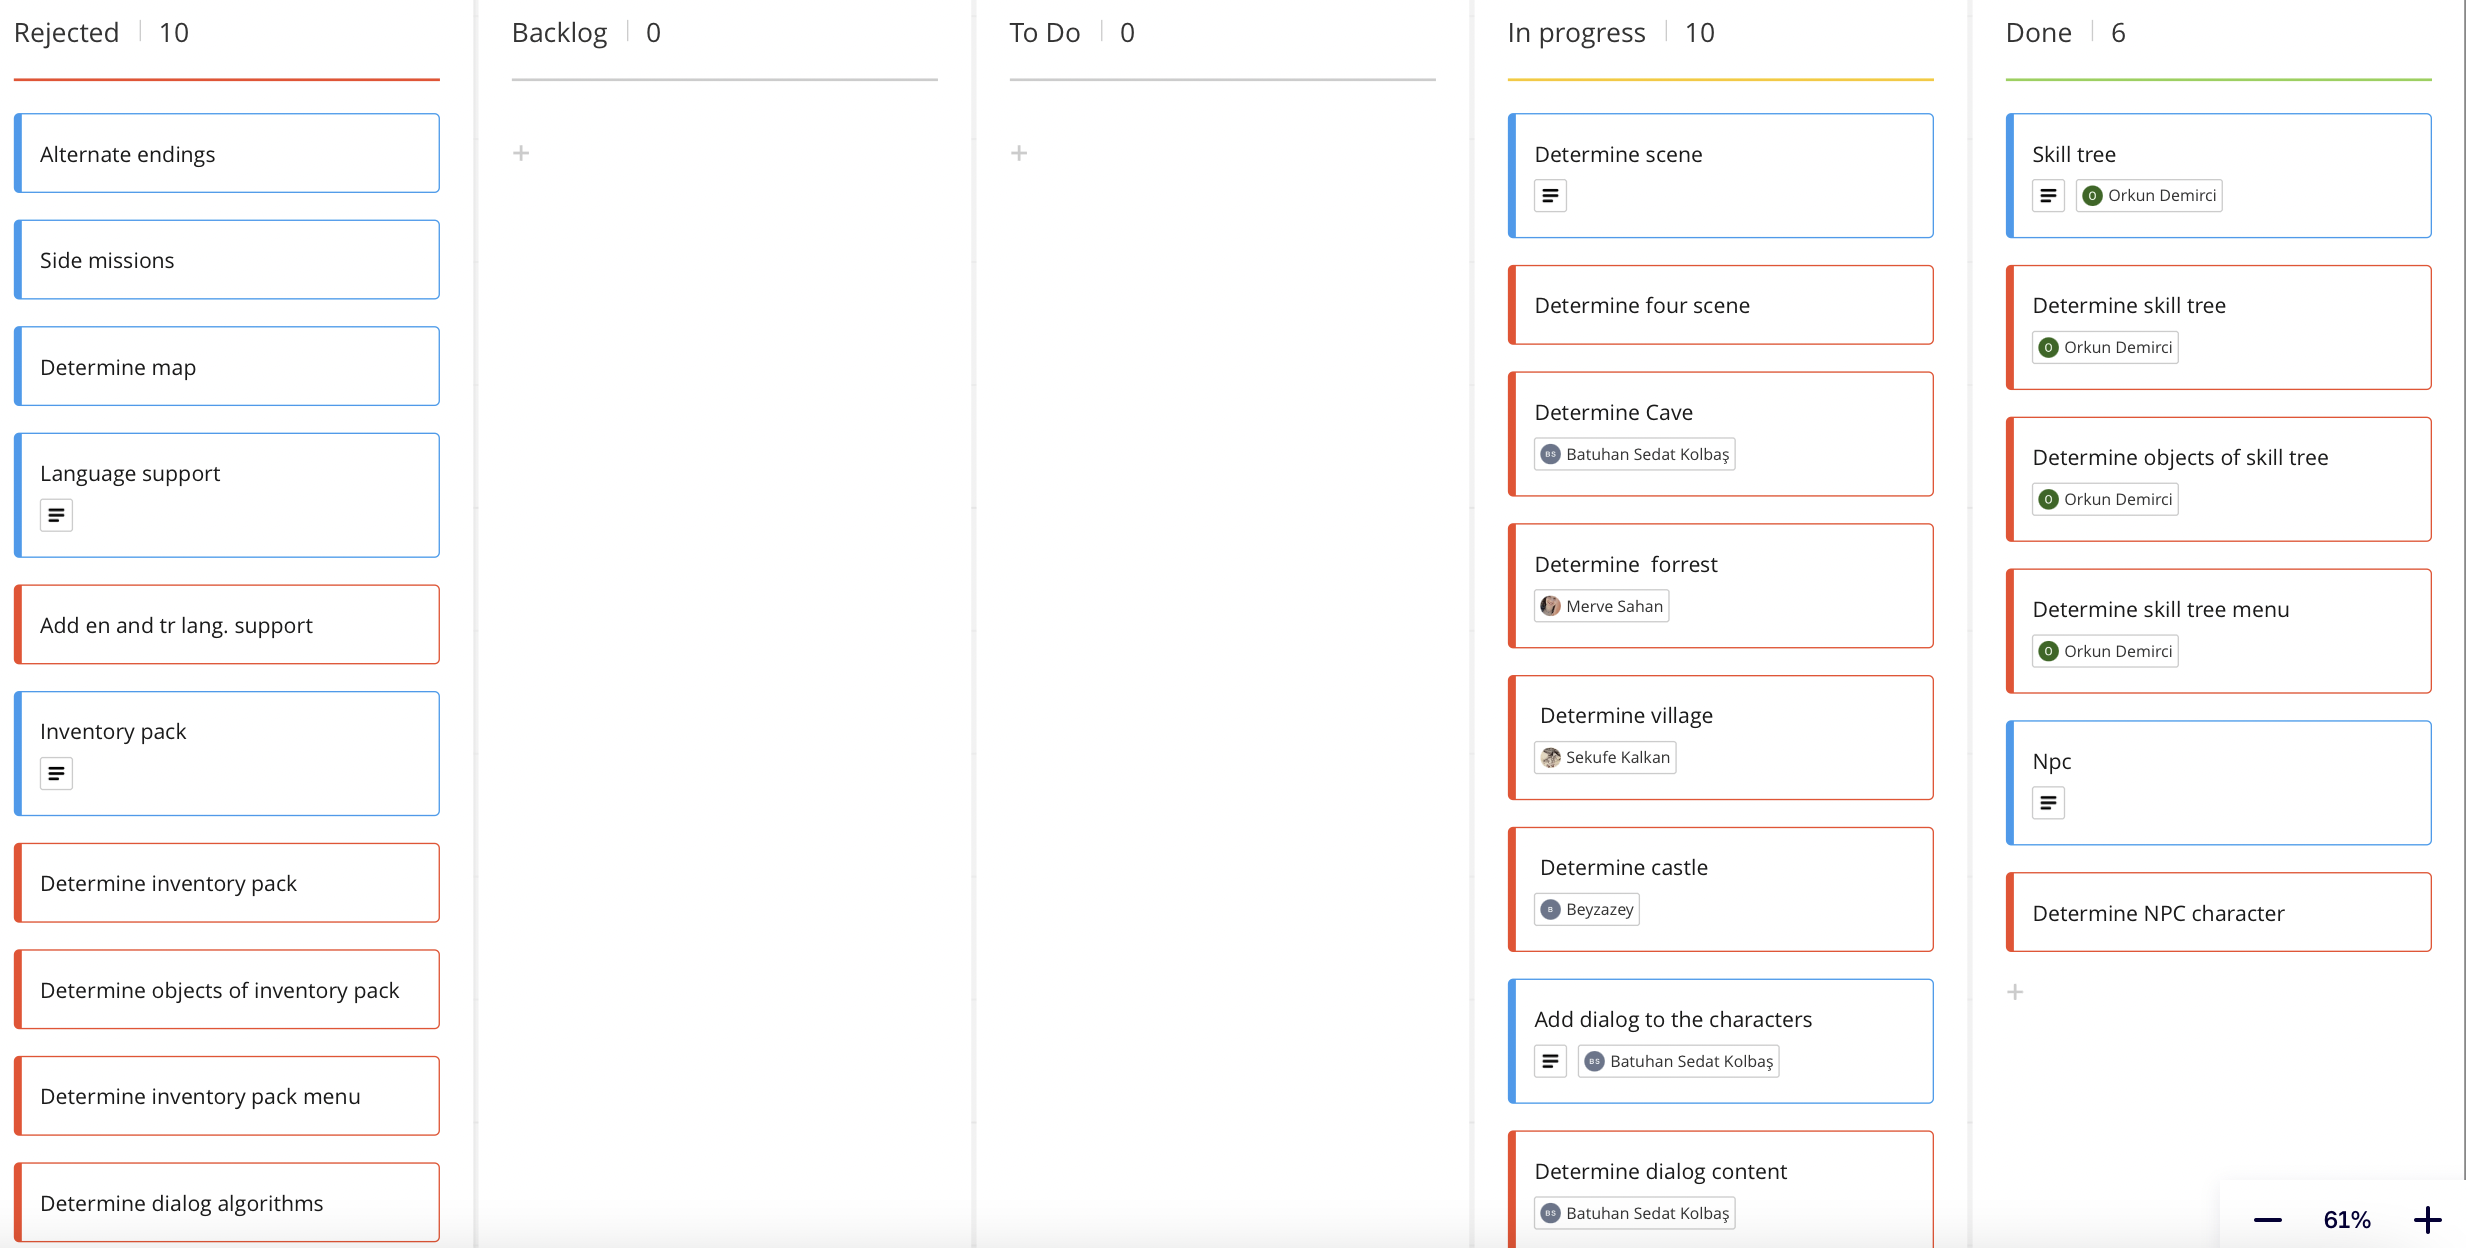 Rejected 10
Alternate endings
Side missions
Determine map
Language support
Add en and tr lang. support
Inventory pack
Determine inventory pack
Determine objects of inventory pack
Determine inventory pack menu
Determine dialog algorithms
Backlog 0
+
To Do 0
+
In progress 10
Determine scene
Determine four scene
Determine Cave
BS Batuhan Sedat Kolbaş
Determine  forrest
Merve Sahan
Determine village
Sekufe Kalkan
Determine castle
B Beyzazey
Add dialog to the characters
BS Batuhan Sedat Kolbaş
Determine dialog content
BS Batuhan Sedat Kolbaş
Done 6
Skill tree
O Orkun Demirci
Determine skill tree
O Orkun Demirci
Determine objects of skill tree
O Orkun Demirci
Determine skill tree menu
O Orkun Demirci
Npc
Determine NPC character
+
— 61% +